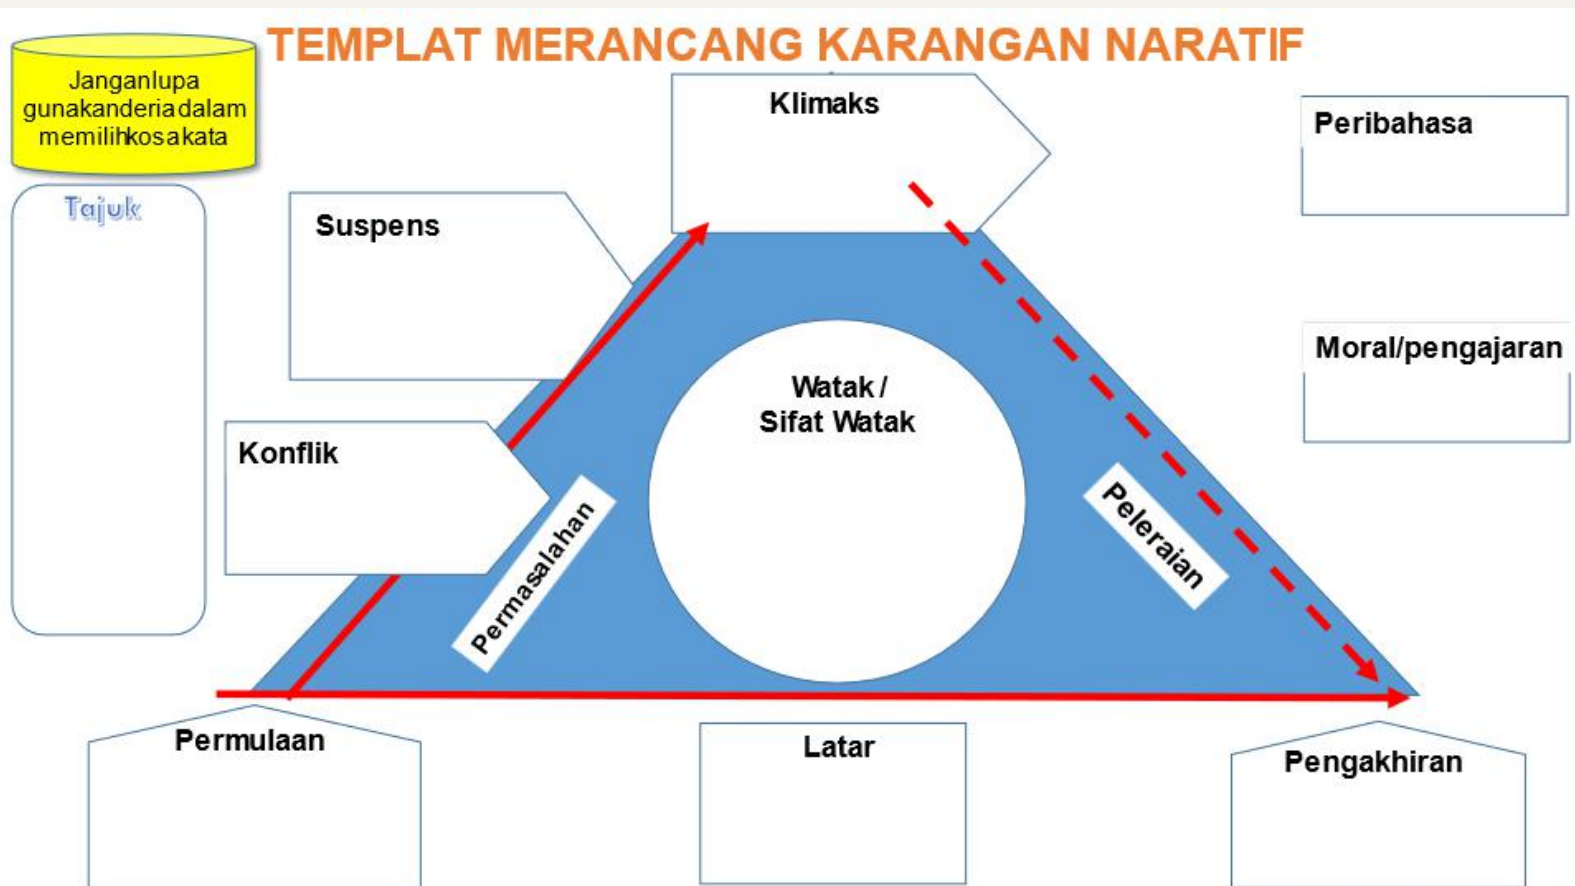 TEMPLAT MERANCANG KARANGAN NARATIF
Janganlupa
gunakanderiadalam
memilihkosakata
Tajuk
Klimaks
Peribahasa
Suspens
Moral/pengajaran
Watak /
Sifat Watak
Konflik
Permasalahan
Peleraian
Permulaan
Latar
Pengakhiran